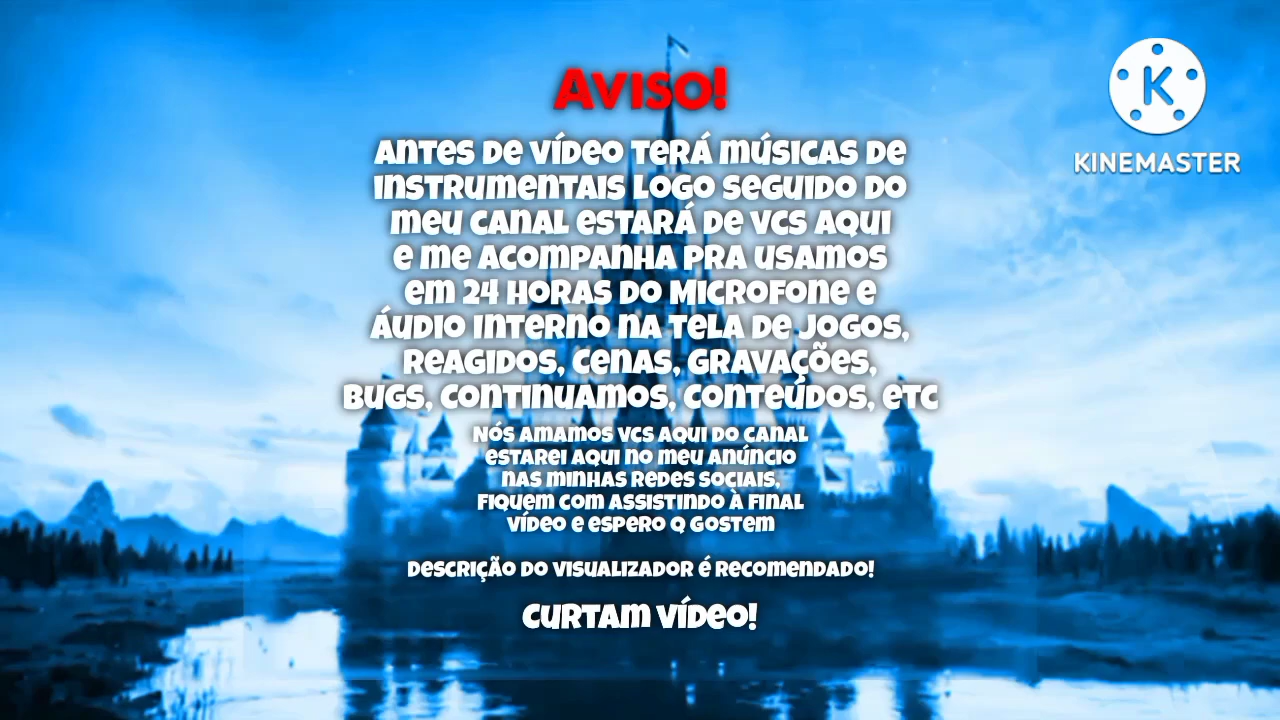 Aviso!
Antes de vídeo terá músicas de
instrumentais logo seguido do
meu canal estará de vcs aqui
e me acompanha pra usamos
em 24 horas do microfone e
áudio interno na tela de jogos,
reagidos, cenas, gravações,
bugs, continuamos, conteúdos, etc
Nós amamos vcs aqui do canal
estarei aqui no meu anúncio
nas minhas redes sociais,
fiquem com assistindo à final
vídeo e espero q gostem
Descrição do visualizador é recomendado!
Curtam vídeo!
K
KINEMASTER